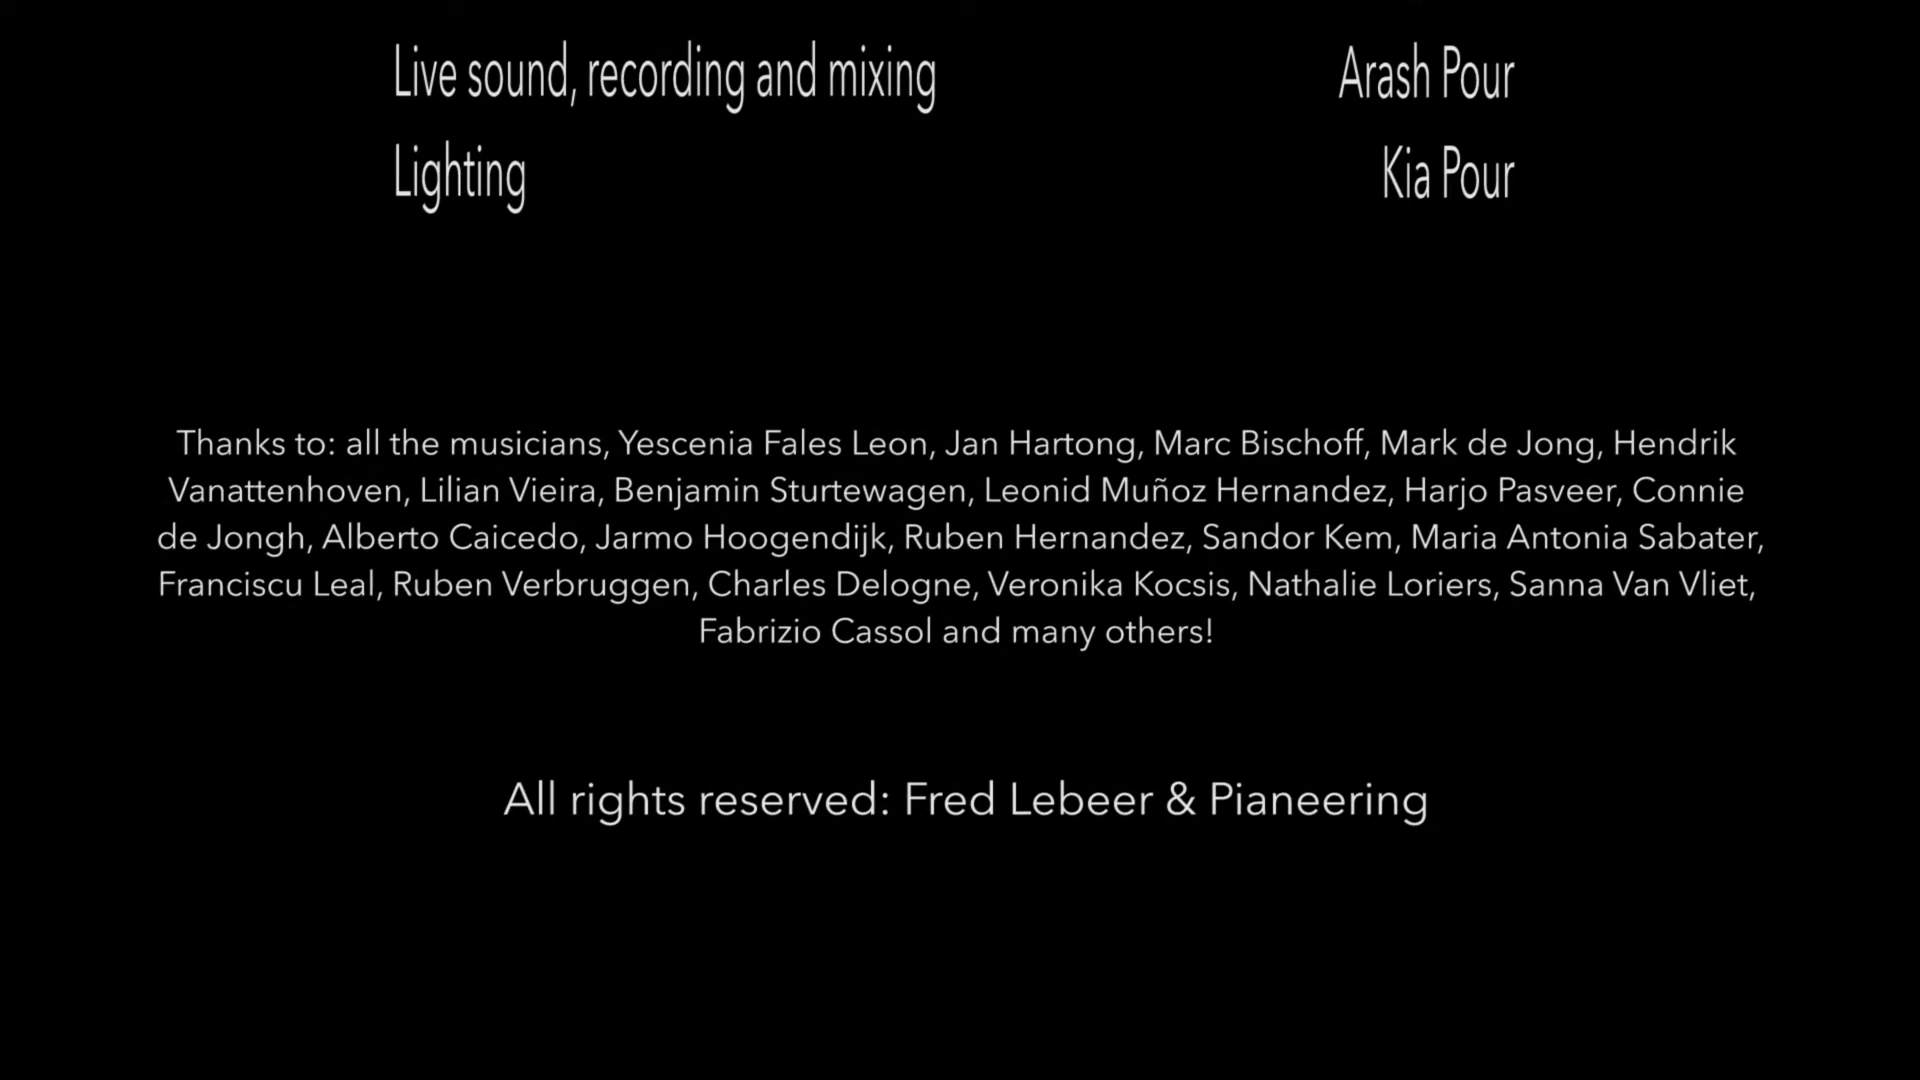 Live sound, recording and mixing Arash Pour
Lighting Kia Pour
Thanks to: all the musicians, Yescenia Fales Leon, Jan Hartong, Marc Bischoff, Mark de Jong, Hendrik
Vanattenhoven, Lilian Vieira, Benjamin Sturtewagen, Leonid Muñoz Hernandez, Harjo Pasveer, Connie
de Jongh, Alberto Caicedo, Jarmo Hoogendijk, Ruben Hernandez, Sandor Kem, Maria Antonia Sabater,
Franciscu Leal, Ruben Verbruggen, Charles Delogne, Veronika Kocsis, Nathalie Loriers, Sanna Van Vliet,
Fabrizio Cassol and many others!
All rights reserved: Fred Lebeer & Pianeering